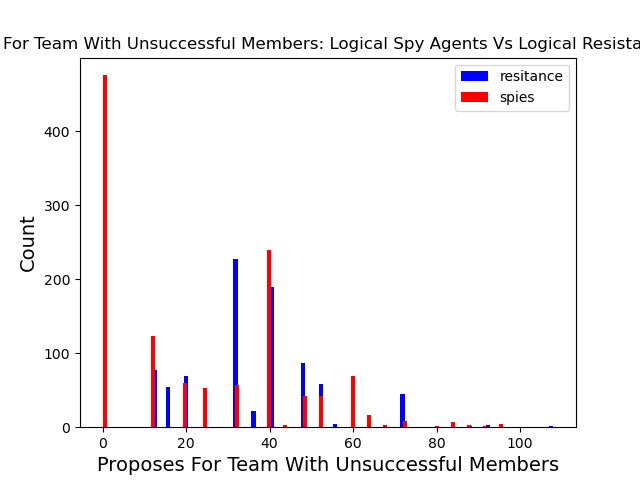 For Team With Unsuccessful Members: Logical Spy Agents Vs Logical
resitance
spies
400
300
200
100
0
Count
0 20 40 60 80 100
Proposes For Team With Unsuccessful Members